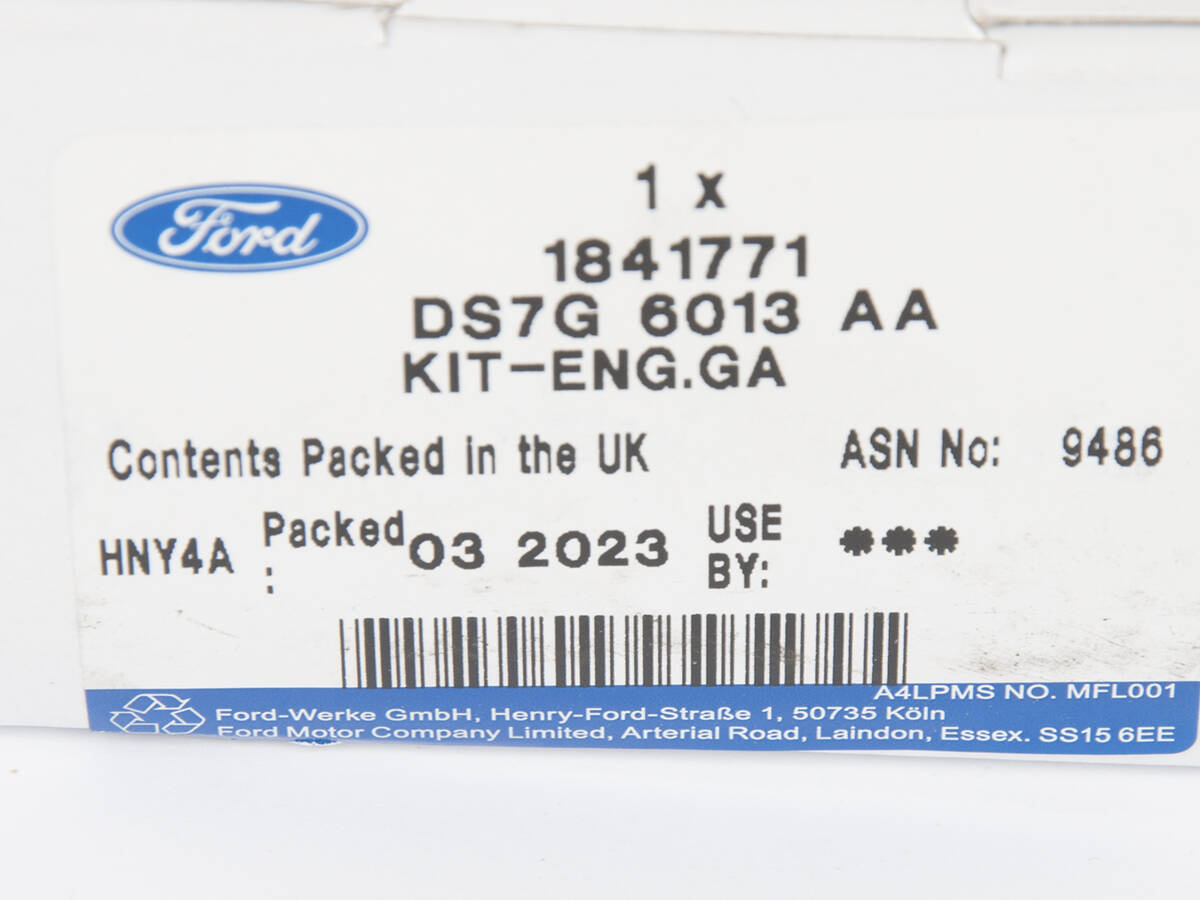 Ford
1 x
1841771
DS7G 6013 AA
KIT-ENG.GA
Contents Packed in the UK ASN No: 9486
HNY4A Packed : 03 2023 USE BY: ***
A4LPMS NO. MFL001
Ford-Werke GmbH, Henry-Ford-Straße 1, 50735 Köln
Ford Motor Company Limited, Arterial Road, Laindon, Essex. SS15 6EE